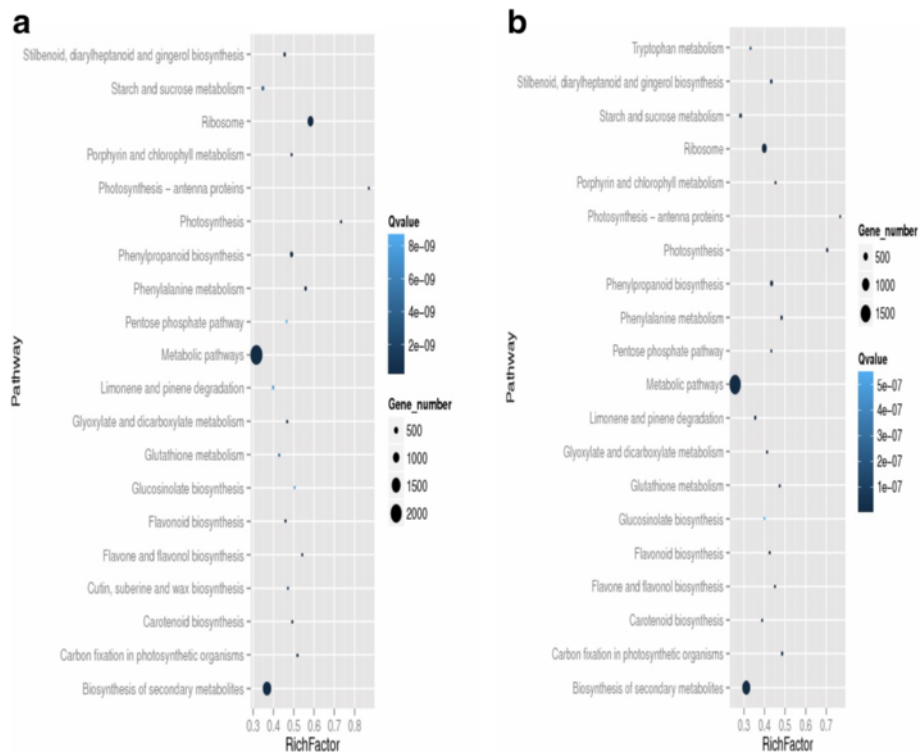 a
Stilbenoid, diarylheptanoid and gingerol biosynthesis
Starch and sucrose metabolism
Ribosome
Porphyrin and chlorophyll metabolism
Photosynthesis − antenna proteins
Photosynthesis
Phenylpropanoid biosynthesis
Phenylalanine metabolism
Pentose phosphate pathway
Metabolic pathways
Limonene and pinene degradation
Glyoxylate and dicarboxylate metabolism
Glutathione metabolism
Glucosinolate biosynthesis
Flavonoid biosynthesis
Flavone and flavonol biosynthesis
Cutin, suberine and wax biosynthesis
Carotenoid biosynthesis
Carbon fixation in photosynthetic organisms
Biosynthesis of secondary metabolites
Pathway
0.3 0.4 0.5 0.6 0.7 0.8
RichFactor
Qvalue
8e−09
6e−09
4e−09
2e−09
Gene_number
500
1000
1500
2000
b
Tryptophan metabolism
Stilbenoid, diarylheptanoid and gingerol biosynthesis
Starch and sucrose metabolism
Ribosome
Porphyrin and chlorophyll metabolism
Photosynthesis − antenna proteins
Photosynthesis
Phenylpropanoid biosynthesis
Phenylalanine metabolism
Pentose phosphate pathway
Metabolic pathways
Limonene and pinene degradation
Glyoxylate and dicarboxylate metabolism
Glutathione metabolism
Glucosinolate biosynthesis
Flavonoid biosynthesis
Flavone and flavonol biosynthesis
Carotenoid biosynthesis
Carbon fixation in photosynthetic organisms
Biosynthesis of secondary metabolites
Pathway
0.3 0.4 0.5 0.6 0.7
RichFactor
Gene_number
500
1000
1500
Qvalue
5e−07
4e−07
3e−07
2e−07
1e−07